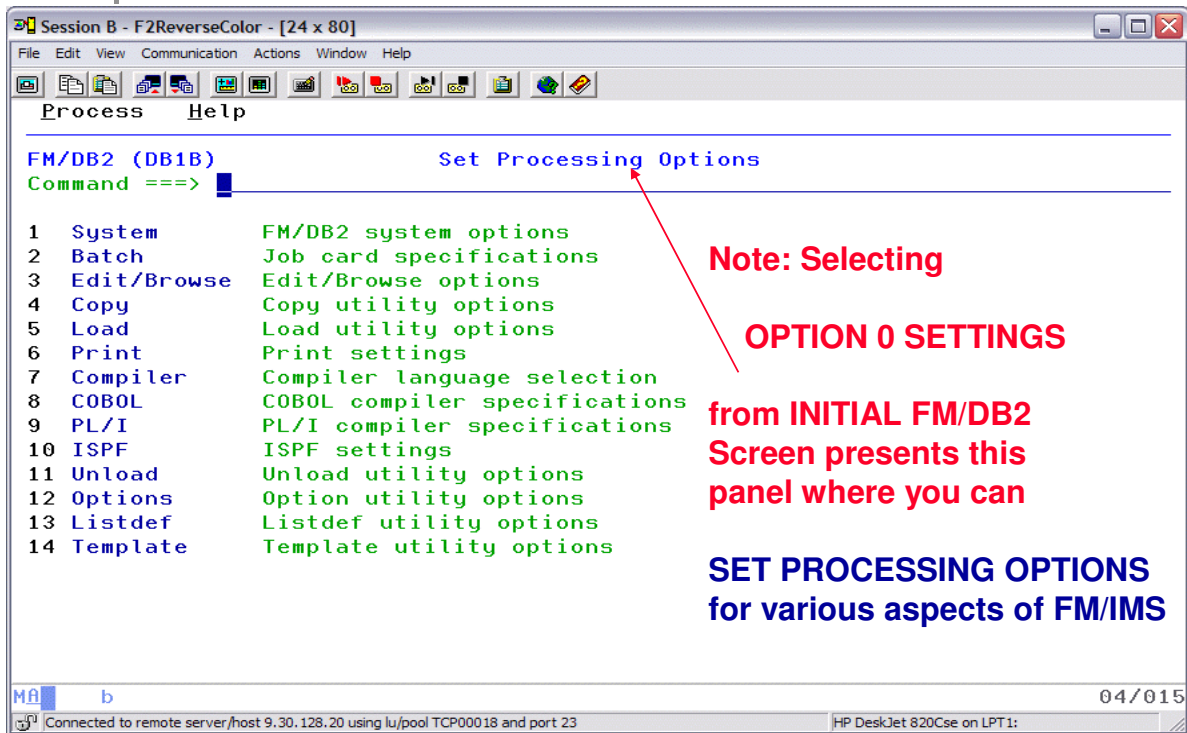 Session B - F2ReverseColor - [24 x 80]
File Edit View Communication Actions Window Help
Process Help
FM/DB2 (DB1B) Set Processing Options
Command ===>
1 System FM/DB2 system options
2 Batch Job card specifications
3 Edit/Browse Edit/Browse options
4 Copy Copy utility options
5 Load Load utility options
6 Print Print settings
7 Compiler Compiler language selection
8 COBOL COBOL compiler specifications
9 PL/I PL/I compiler specifications
10 ISPF ISPF settings
11 Unload Unload utility options
12 Options Option utility options
13 Listdef Listdef utility options
14 Template Template utility options
Note: Selecting
OPTION 0 SETTINGS
from INITIAL FM/DB2
Screen presents this
panel where you can
SET PROCESSING OPTIONS
for various aspects of FM/IMS
MA b 04/015
Connected to remote server/host 9.30.128.20 using lu/pool TCP00018 and port 23 HP DeskJet 820Cse on LPT1: